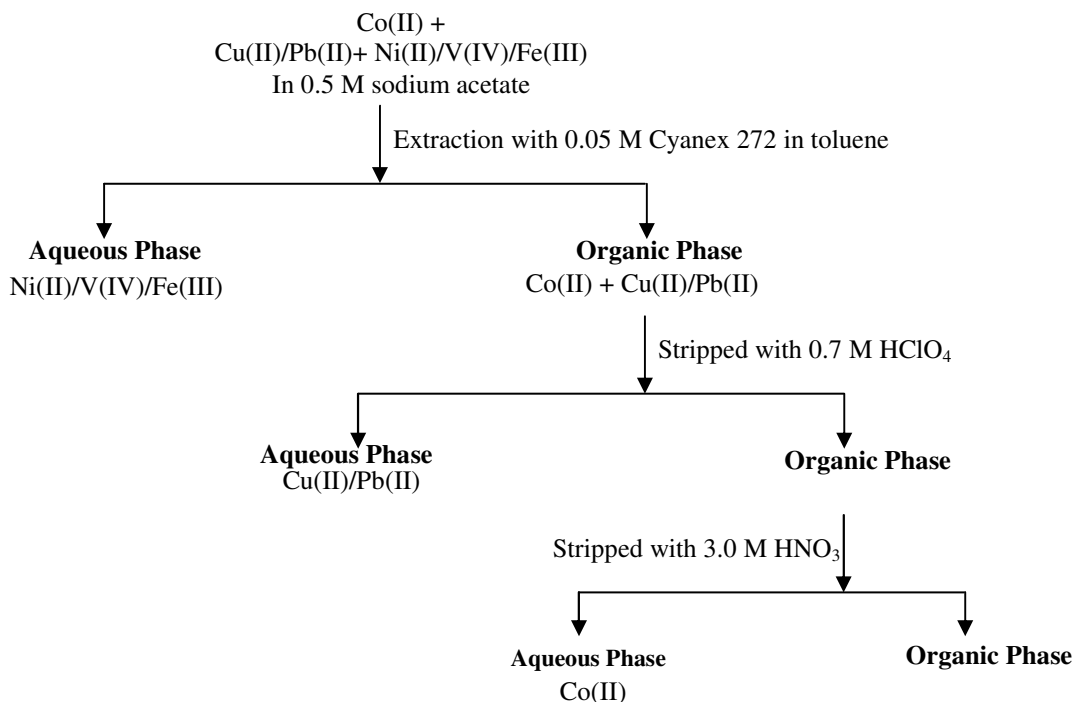 Co(II) +
Cu(II)/Pb(II)+ Ni(II)/V(IV)/Fe(III)
In 0.5 M sodium acetate
Extraction with 0.05 M Cyanex 272 in toluene
Aqueous Phase
Ni(II)/V(IV)/Fe(III)
Organic Phase
Co(II) + Cu(II)/Pb(II)
Stripped with 0.7 M HClO₄
Aqueous Phase
Cu(II)/Pb(II)
Organic Phase
Stripped with 3.0 M HNO₃
Aqueous Phase
Co(II)
Organic Phase